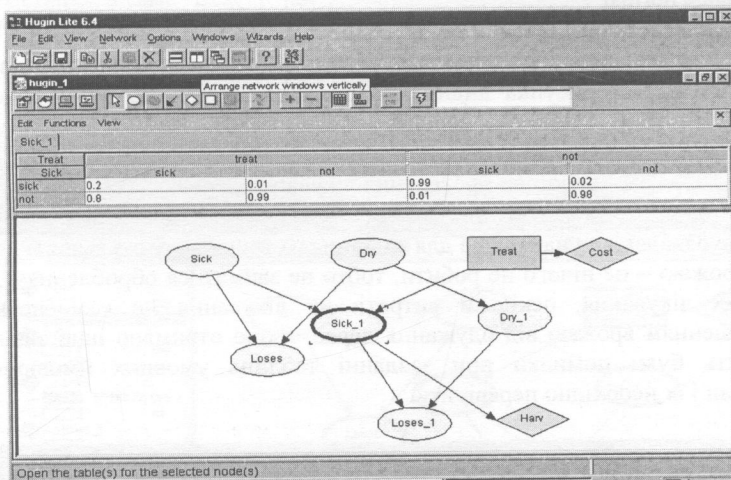 Hugin Lite 6.4
File Edit View Network Options Windows Wizards Help
hugin_1
Arrange network windows vertically
Edit Functions View
Sick_1
Treat treat not
Sick sick not sick not
sick 0.2 0.01 0.99 0.02
not 0.8 0.99 0.01 0.98
Sick Dry Treat Cost
Sick_1 Dry_1
Loses
Loses_1 Harv
Open the table(s) for the selected node(s)